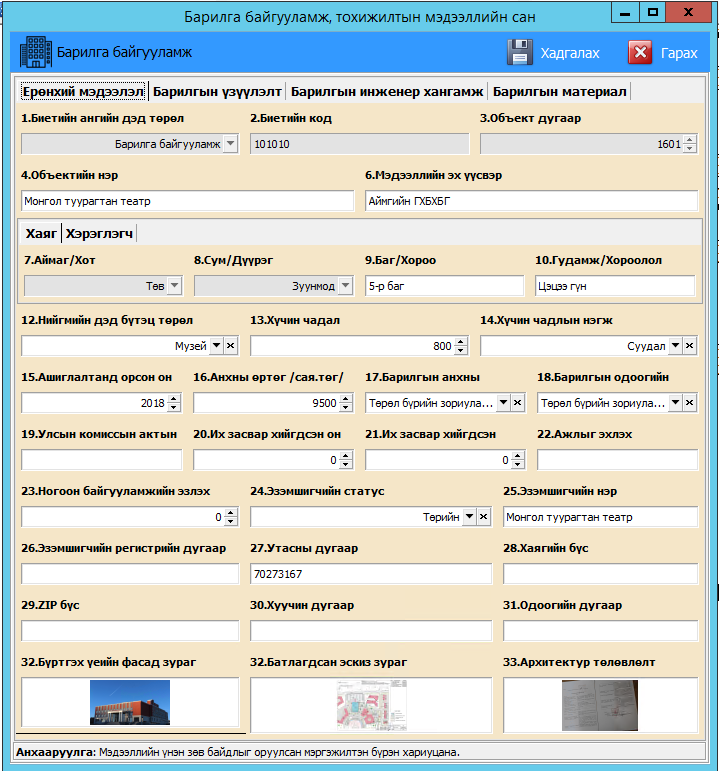 Барилга байгууламж, тохижилтын мэдээллийн сан
Барилга байгууламж
Хадгалах
Гарах
Ерөнхий мэдээлэл Барилгын үзүүлэлт Барилгын инженер хангамж Барилгын материал
1.Биетийн ангийн дэд төрөл 2.Биетийн код 3.Объект дугаар
Барилга байгууламж 101010 1601
4.Объектийн нэр 6.Мэдээллийн эх үүсвэр
Монгол туурагтан театр Аймгийн ГХБХБГ
Хаяг Хэрэглэгч
7.Аймаг/Хот 8.Сум/Дүүрэг 9.Баг/Хороо 10.Гудамж/Хороолол
Төв Зуунмод 5-р баг Цэцээ гүн
12.Нийгмийн дэд бүтэц төрөл 13.Хүчин чадал 14.Хүчин чадлын нэгж
Музей 800 Суудал
15.Ашиглалтанд орсон он 16.Анхны өртөг /сая.төг/ 17.Барилгын анхны 18.Барилгын одоогийн
2018 9500 Төрөл бүрийн зориула... Төрөл бүрийн зориула...
19.Улсын комиссын актын 20.Их засвар хийгдсэн он 21.Их засвар хийгдсэн 22.Ажлыг эхлэх
0 0
23.Ногоон байгууламжийн эзлэх 24.Эзэмшигчийн статус 25.Эзэмшигчийн нэр
0 Төрийн Монгол туурагтан театр
26.Эзэмшигчийн регистрийн дугаар 27.Утасны дугаар 28.Хаягийн бүс
70273167
29.ZIP бүс 30.Хуучин дугаар 31.Одоогийн дугаар
32.Бүртгэх үеийн фасад зураг 32.Батлагдсан эскиз зураг 33.Архитектур төлөвлөлт
Анхааруулга: Мэдээллийн үнэн зөв байдлыг оруулсан мэргэжилтэн бүрэн хариуцана.